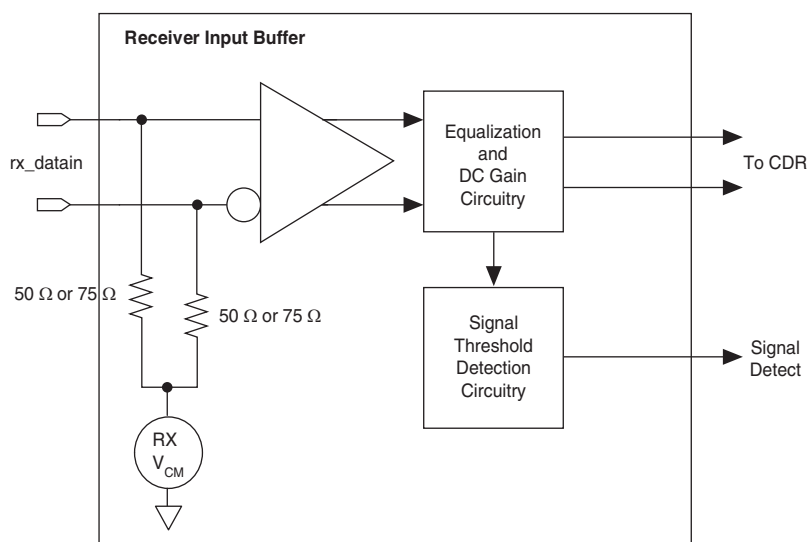 Receiver Input Buffer
rx_datain
Equalization
and
DC Gain
Circuitry
To CDR
50 Ω or 75 Ω
50 Ω or 75 Ω
Signal
Threshold
Detection
Circuitry
Signal
Detect
RX
V_CM